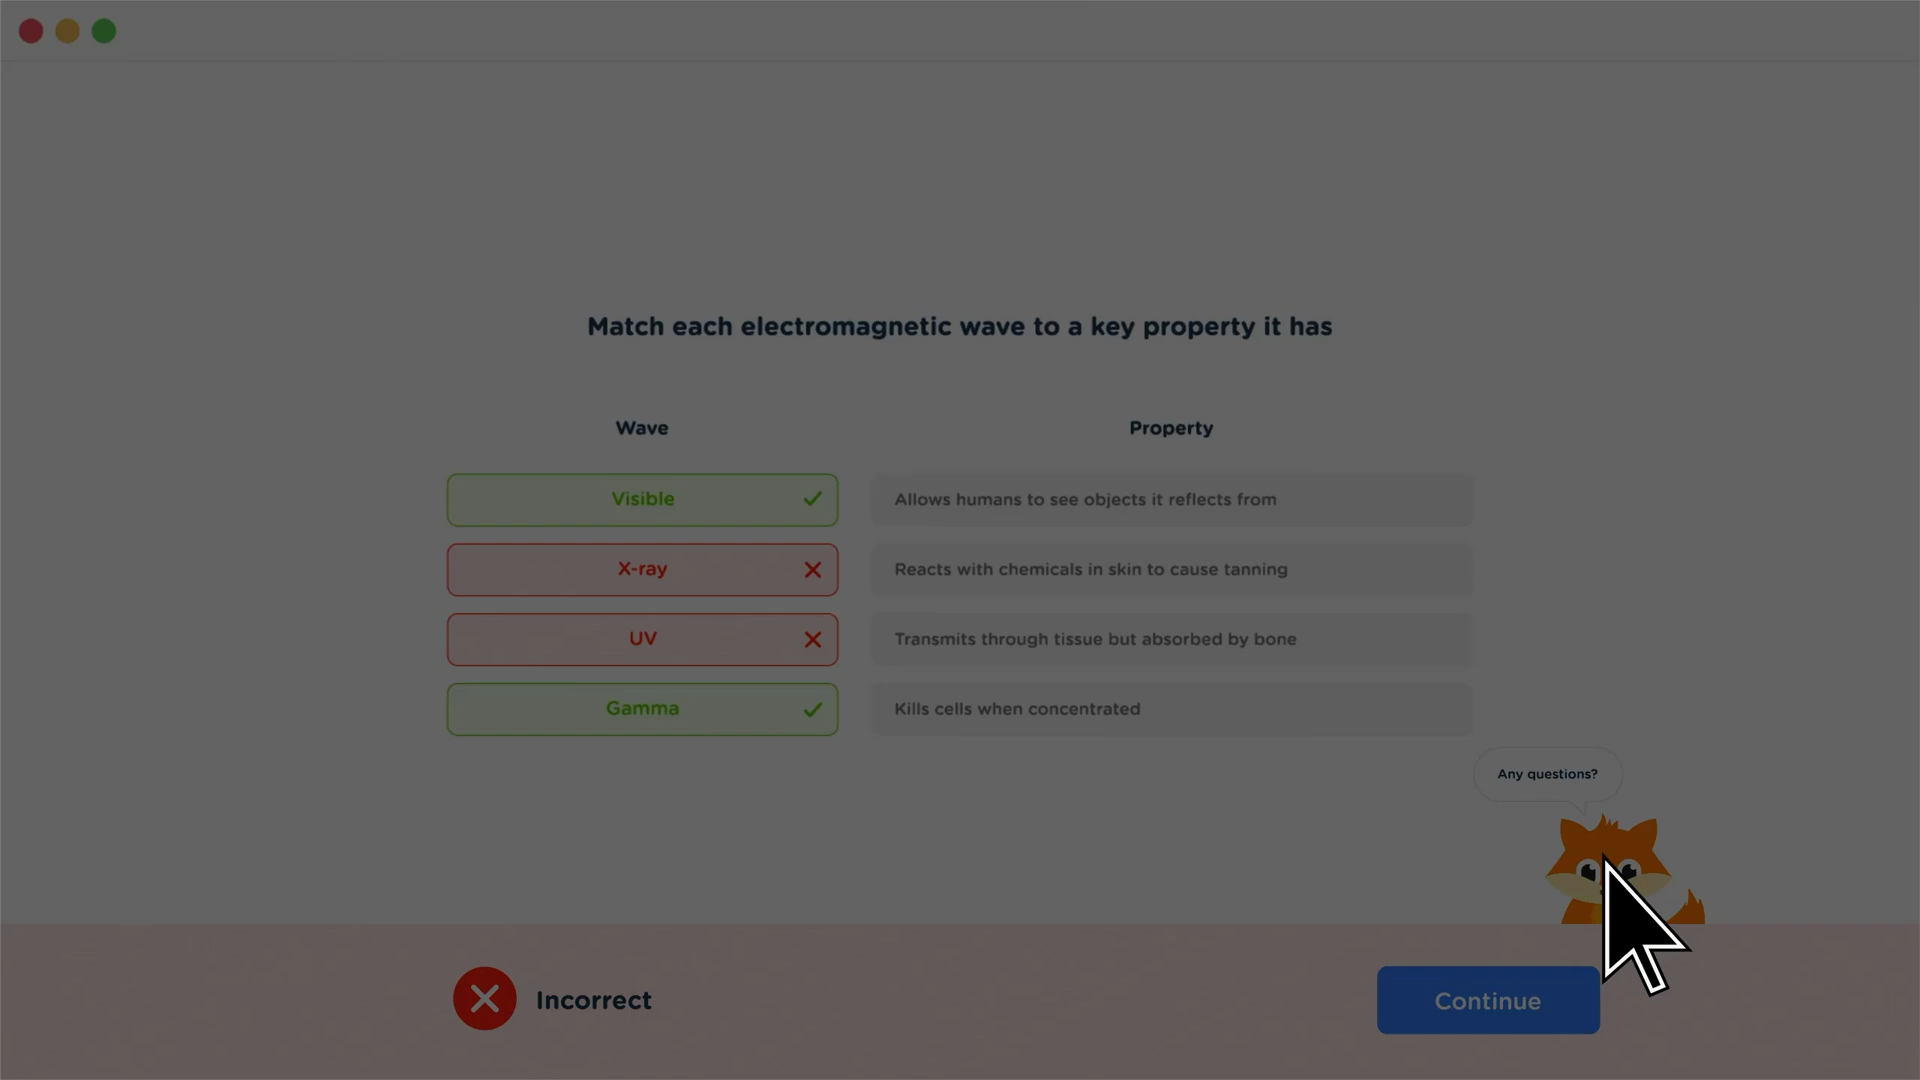 Match each electromagnetic wave to a key property it has
Wave
Property
Visible
Allows humans to see objects it reflects from
X-ray
Reacts with chemicals in skin to cause tanning
UV
Transmits through tissue but absorbed by bone
Gamma
Kills cells when concentrated
Any questions?
Incorrect
Continue